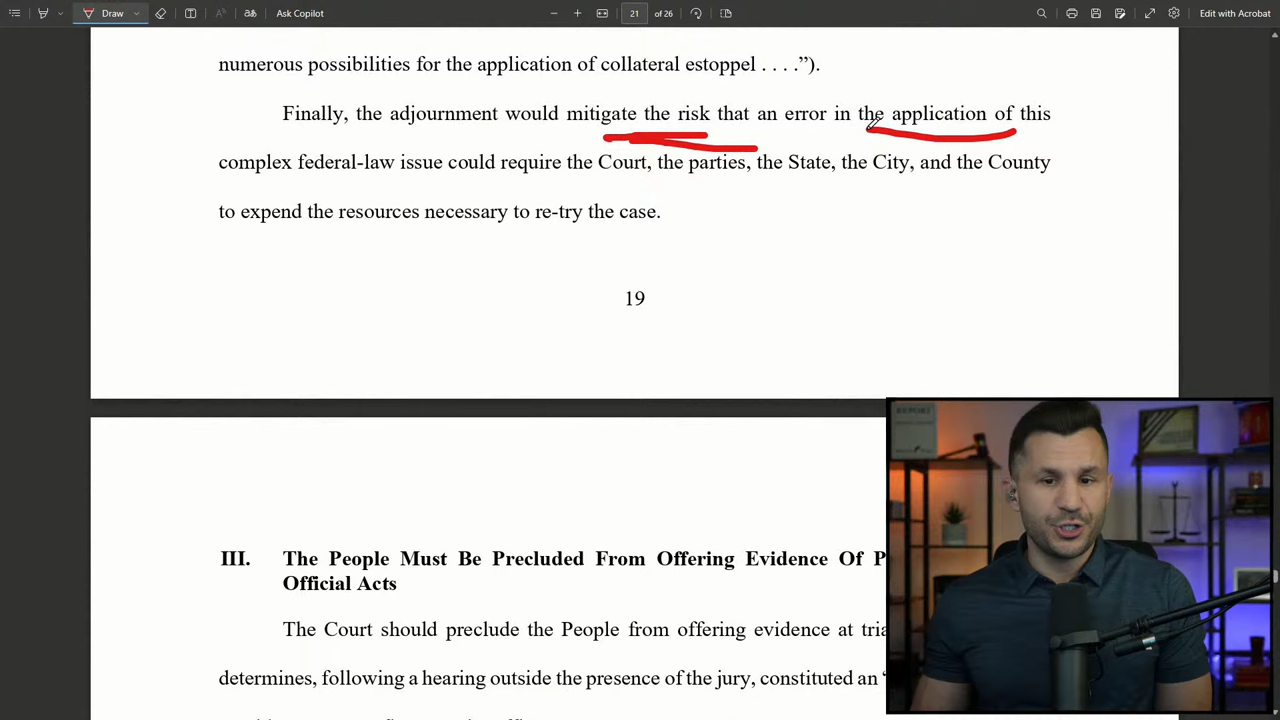 Draw
Ask Copilot
21 of 26
Edit with Acrobat
numerous possibilities for the application of collateral estoppel . . . .”).
Finally, the adjournment would mitigate the risk that an error in the application of this
complex federal-law issue could require the Court, the parties, the State, the City, and the County
to expend the resources necessary to re-try the case.
19
III. The People Must Be Precluded From Offering Evidence Of
Official Acts
The Court should preclude the People from offering evidence at
determines, following a hearing outside the presence of the jury, constituted an
REPORT